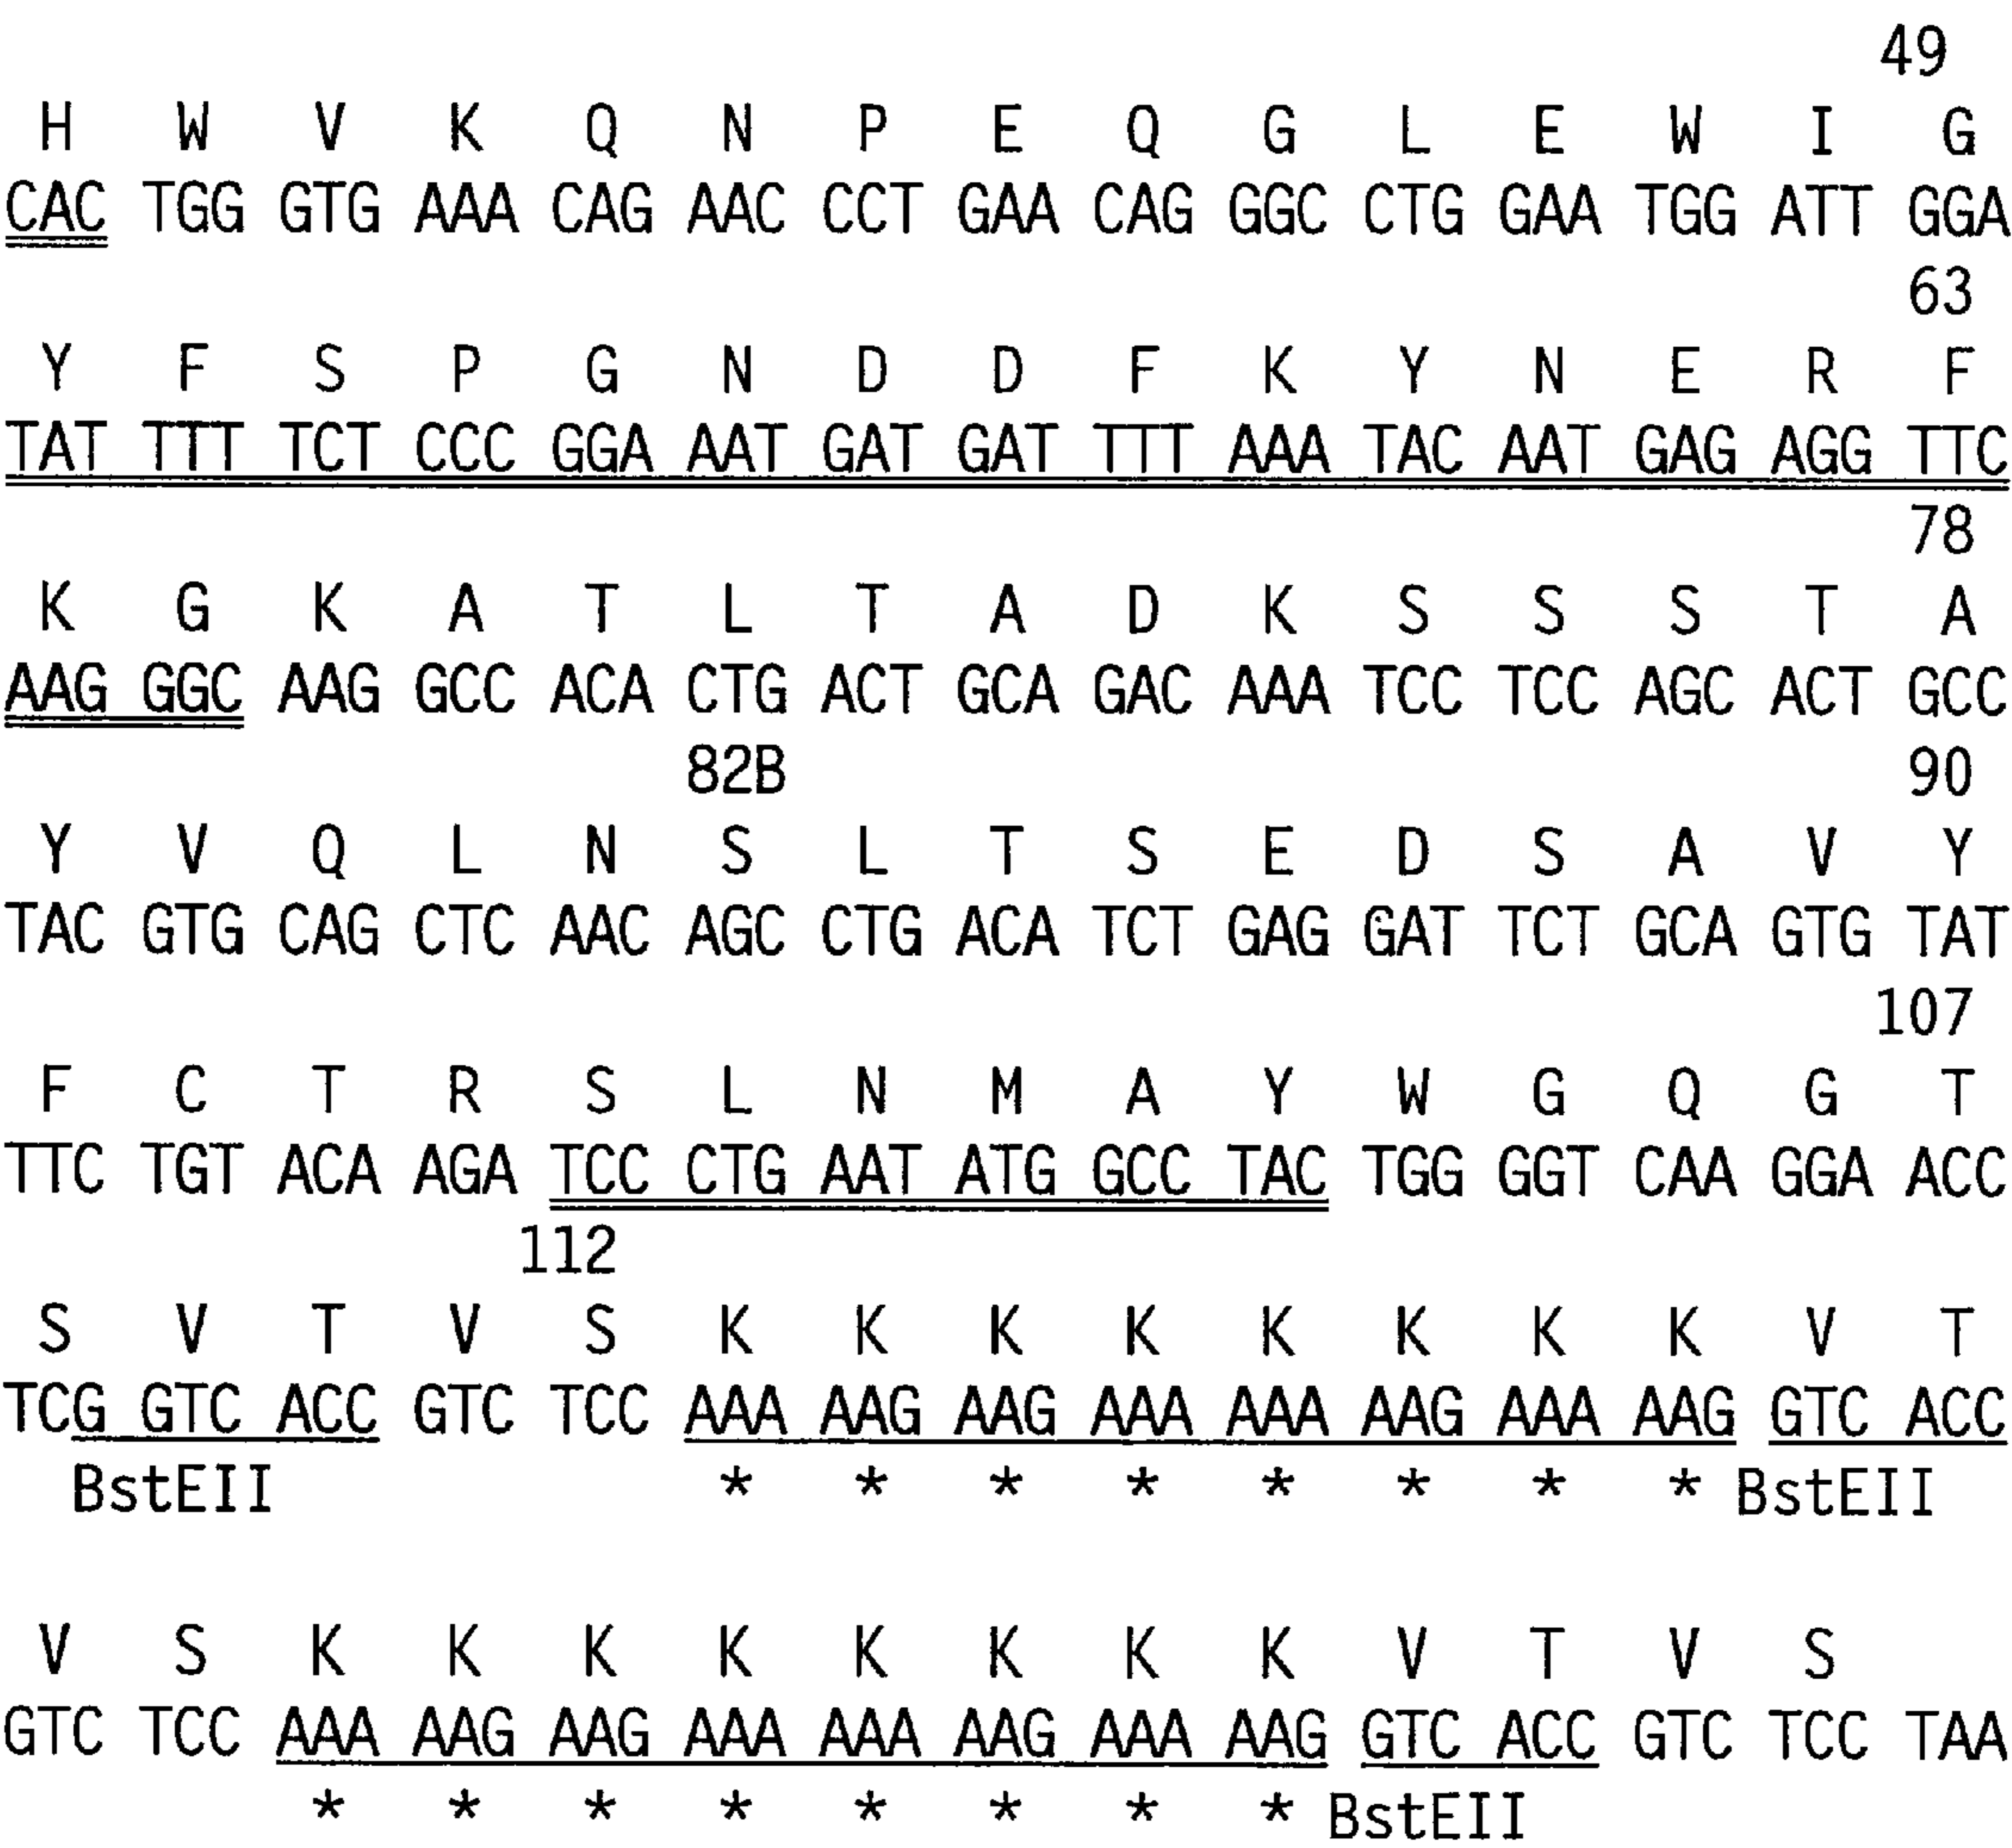 49
H W V K Q N P E Q G L E W I G
CAC TGG GTG AAA CAG AAC CCT GAA CAG GGC CTG GAA TGG ATT GGA
63
Y F S P G N D D F K Y N E R F
TAT TTT TCT CCC GGA AAT GAT GAT TTT AAA TAC AAT GAG AGG TTC
78
K G K A T L T A D K S S S T A
AAG GGC AAG GCC ACA CTG ACT GCA GAC AAA TCC TCC AGC ACT GCC
82B 90
Y V Q L N S L T S E D S A V Y
TAC GTG CAG CTC AAC AGC CTG ACA TCT GAG GAT TCT GCA GTG TAT
107
F C T R S L N M A Y W G Q G T
TTC TGT ACA AGA TCC CTG AAT ATG GCC TAC TGG GGT CAA GGA ACC
112
S V T V S K K K K K K K K V T
TCG GTC ACC GTC TCC AAA AAG AAG AAA AAA AAG AAA AAG GTC ACC
BstEII * * * * * * * * BstEII
V S K K K K K K K K V T V S
GTC TCC AAA AAG AAG AAA AAA AAG AAA AAG GTC ACC GTC TCC TAA
* * * * * * * * BstEII